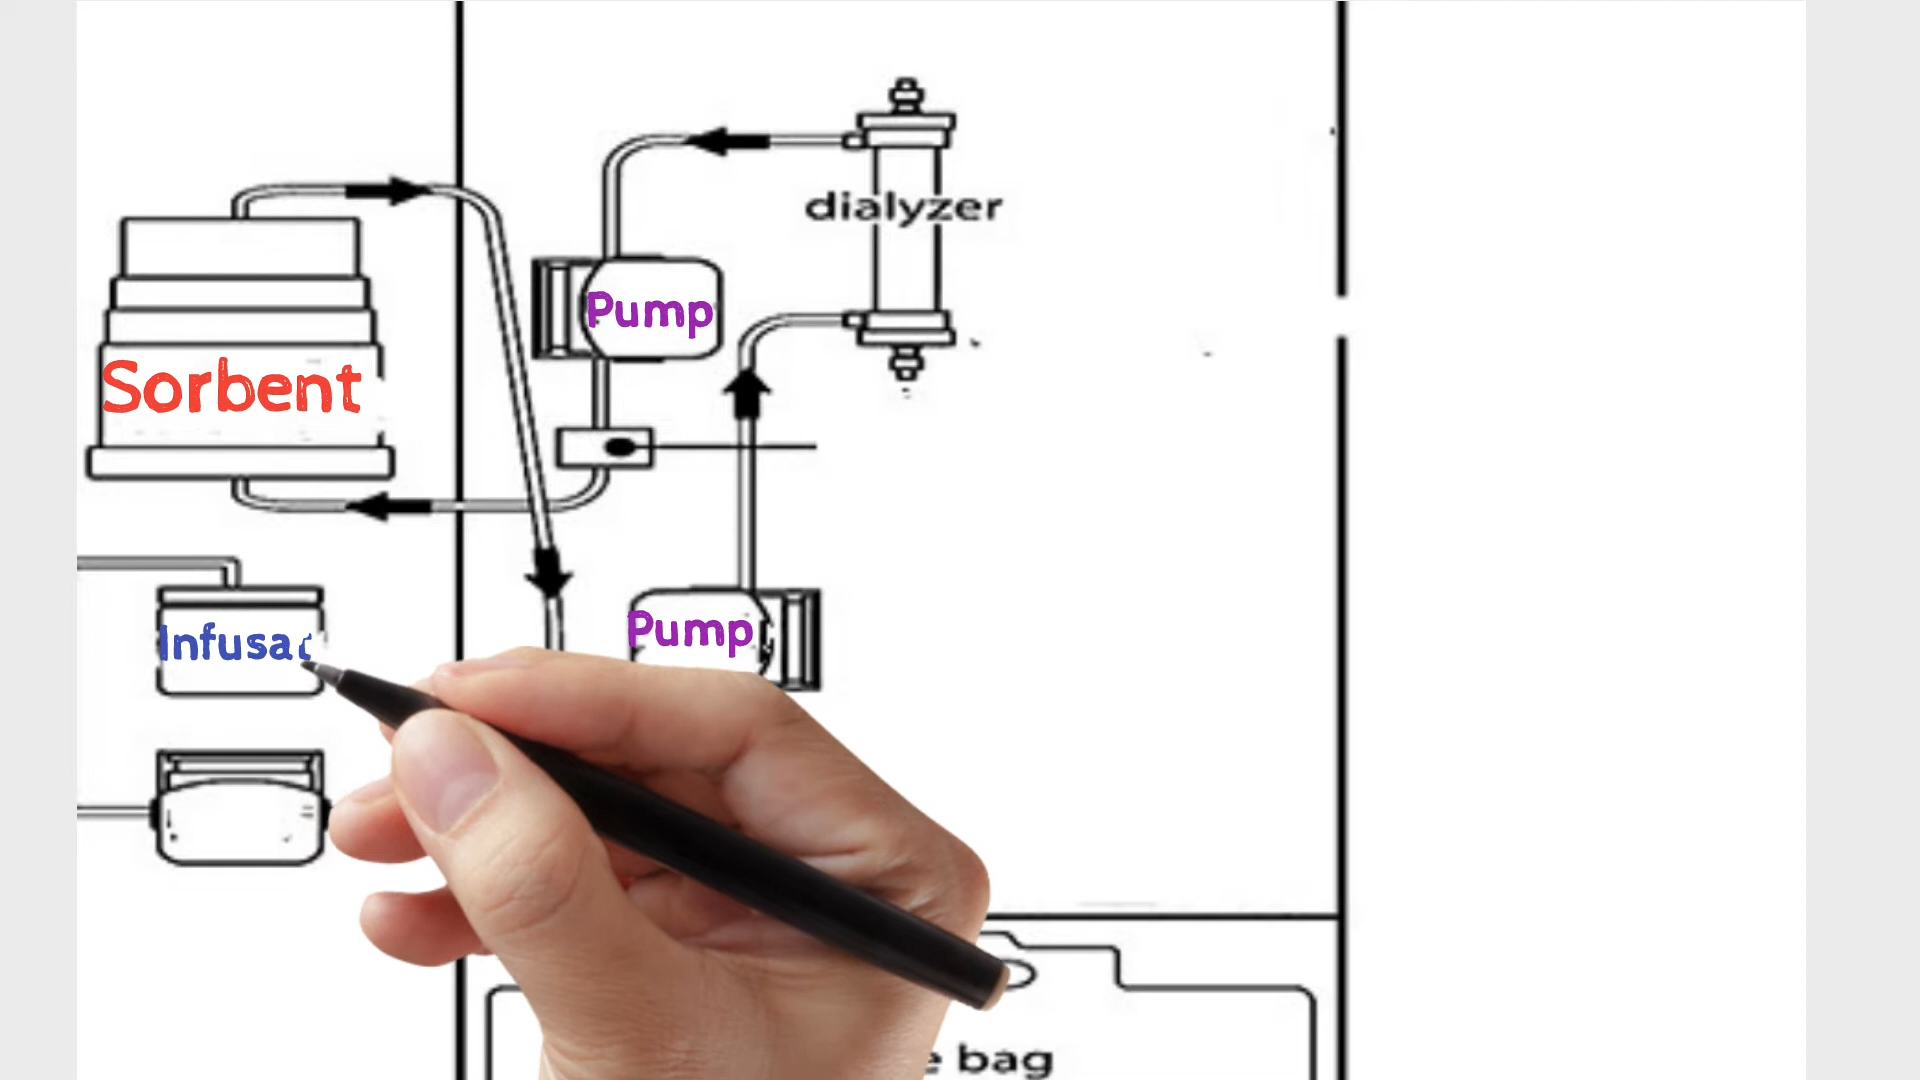 dialyzer
Pump
Sorbent
Pump
bag